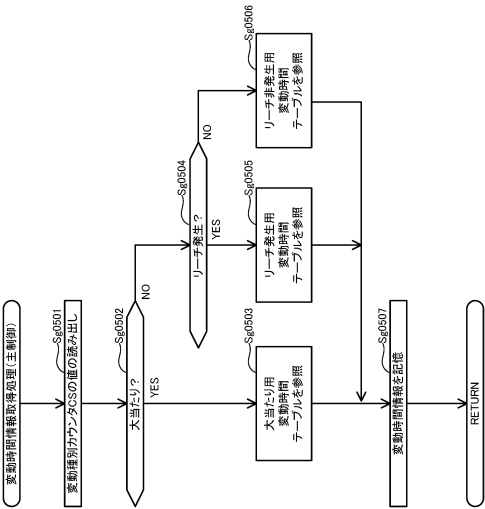 変動時間情報取得処理(主制御)
Sg0501
変動種別カウンタCSの値の読み出し
Sg0502
大当たり?
NO
YES
Sg0504
リーチ発生?
NO
YES
Sg0503
大当たり用
変動時間
テーブルを参照
Sg0505
リーチ発生用
変動時間
テーブルを参照
Sg0506
リーチ非発生用
変動時間
テーブルを参照
Sg0507
変動時間情報を記憶
RETURN